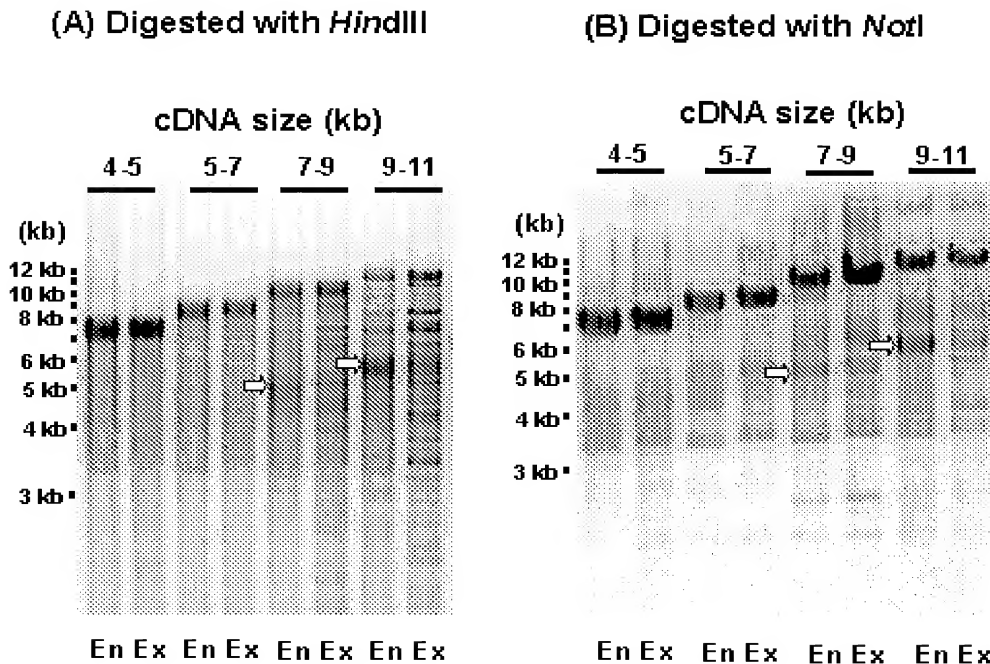 (A) Digested with HindIII
cDNA size (kb)
4-5 5-7 7-9 9-11
(kb)
12 kb
10 kb
8 kb
6 kb
5 kb
4 kb
3 kb
En Ex En Ex En Ex En Ex
(B) Digested with NotI
cDNA size (kb)
4-5 5-7 7-9 9-11
(kb)
12 kb
10 kb
8 kb
6 kb
5 kb
4 kb
3 kb
En Ex En Ex En Ex En Ex